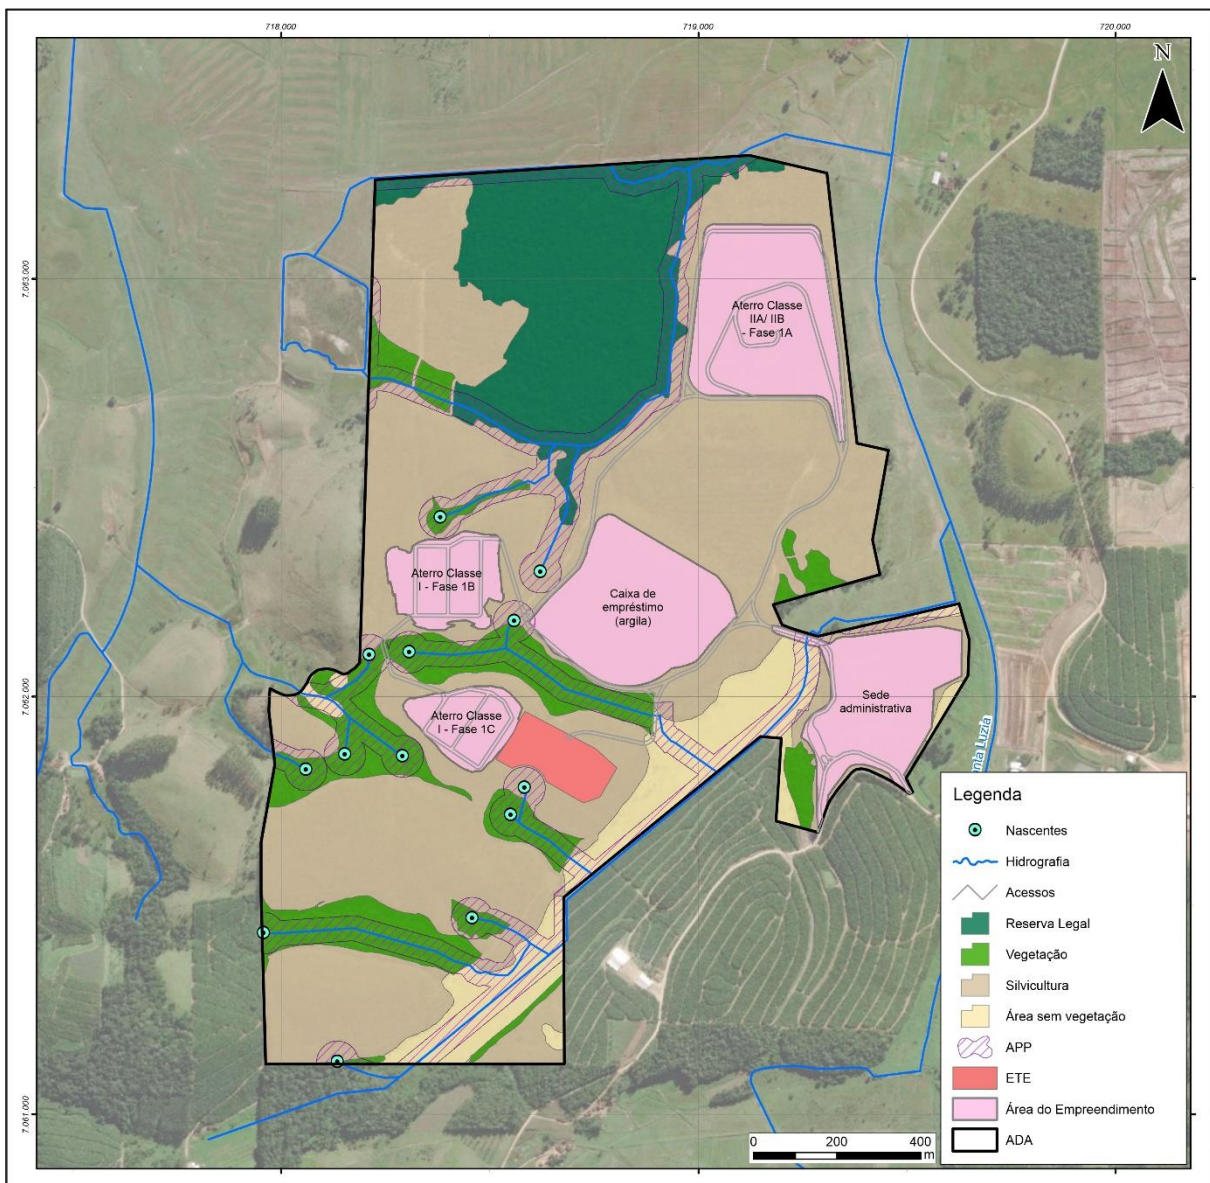 718.000
719.000
720.000
N
7.063.000
7.062.000
7.061.000
Aterro Classe
IIA/ IIB
- Fase 1A
Aterro Classe
I - Fase 1B
Caixa de
empréstimo
(argila)
Aterro Classe
I - Fase 1C
Sede
administrativa
Luzia
Legenda
Nascentes
Hidrografia
Acessos
Reserva Legal
Vegetação
Silvicultura
Área sem vegetação
APP
ETE
Área do Empreendimento
ADA
0 200 400
m